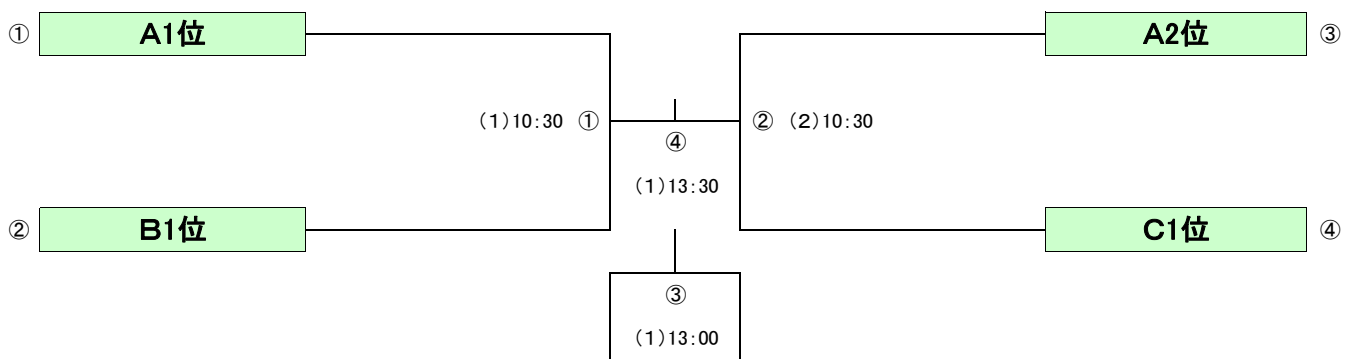 ① A1位 A2位 ③
(1)10:30 ① ② (2)10:30
④
(1)13:30
② B1位 C1位 ④
③
(1)13:00